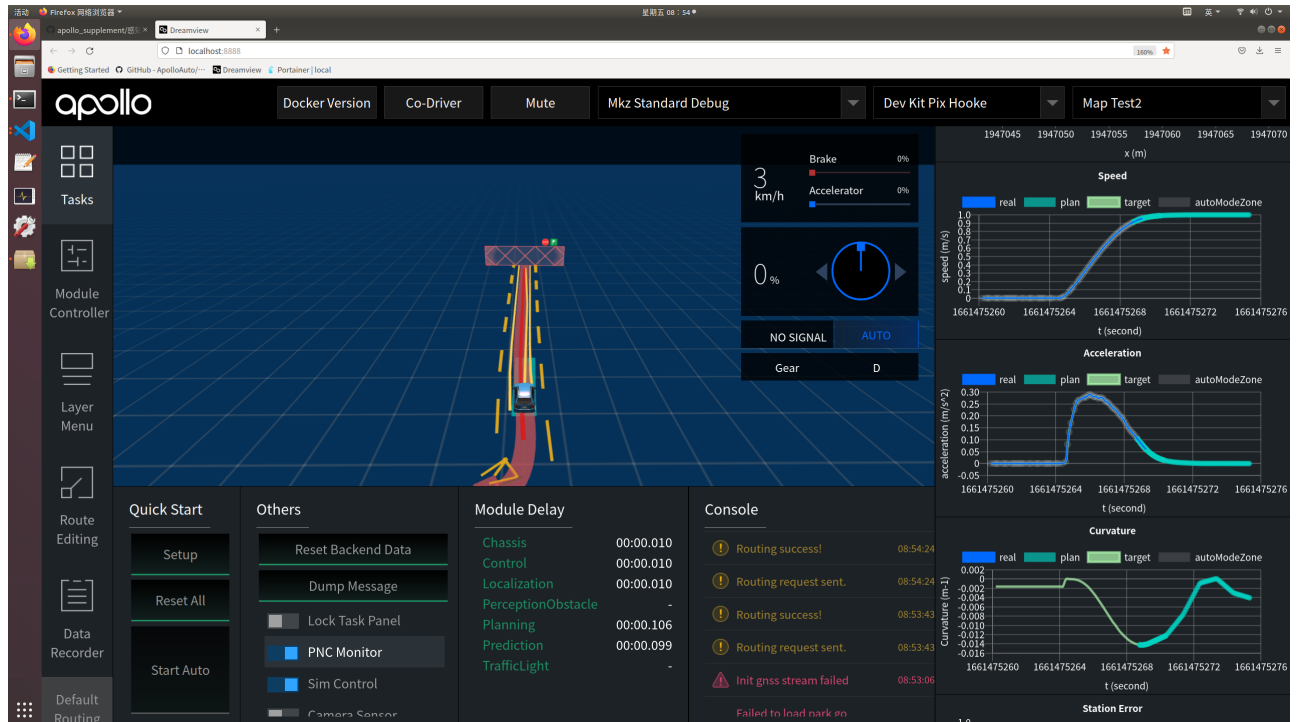 活动 Firefox 网络浏览器
星期五 08：54
英
Dreamview
localhost:8888
160%
Getting Started GitHub - ApolloAuto/… Dreamview Portainer | local
apollo
Docker Version Co-Driver Mute Mkz Standard Debug Dev Kit Pix Hooke Map Test2
Tasks
Module
Controller
Layer
Menu
Route
Editing
Data
Recorder
Default
Routing
3
km/h
Brake 0%
Accelerator 0%
0 %
NO SIGNAL AUTO
Gear D
Quick Start
Setup
Reset All
Start Auto
Others
Reset Backend Data
Dump Message
Lock Task Panel
PNC Monitor
Sim Control
Camera Sensor
Module Delay
Chassis 00:00.010
Control 00:00.010
Localization 00:00.010
PerceptionObstacle -
Planning 00:00.106
Prediction 00:00.099
TrafficLight -
Console
Routing success! 08:54:24
Routing request sent. 08:54:24
Routing success! 08:53:43
Routing request sent. 08:53:43
Init gnss stream failed 08:53:06
Failed to load park go
1947045 1947050 1947055 1947060 1947065 1947070
x (m)
Speed
real plan target autoModeZone
speed (m/s)
1.0
0.9
0.8
0.6
0.5
0.4
0.3
0.2
0.1
0
1661475260 1661475264 1661475268 1661475272 1661475276
t (second)
Acceleration
real plan target autoModeZone
acceleration (m/s^2)
0.30
0.25
0.20
0.15
0.10
0.05
0
-0.05
1661475260 1661475264 1661475268 1661475272 1661475276
t (second)
Curvature
real plan target autoModeZone
Curvature (m-1)
0.002
0
-0.002
-0.004
-0.006
-0.008
-0.010
-0.012
-0.014
-0.016
1661475260 1661475264 1661475268 1661475272 1661475276
t (second)
Station Error
1.0